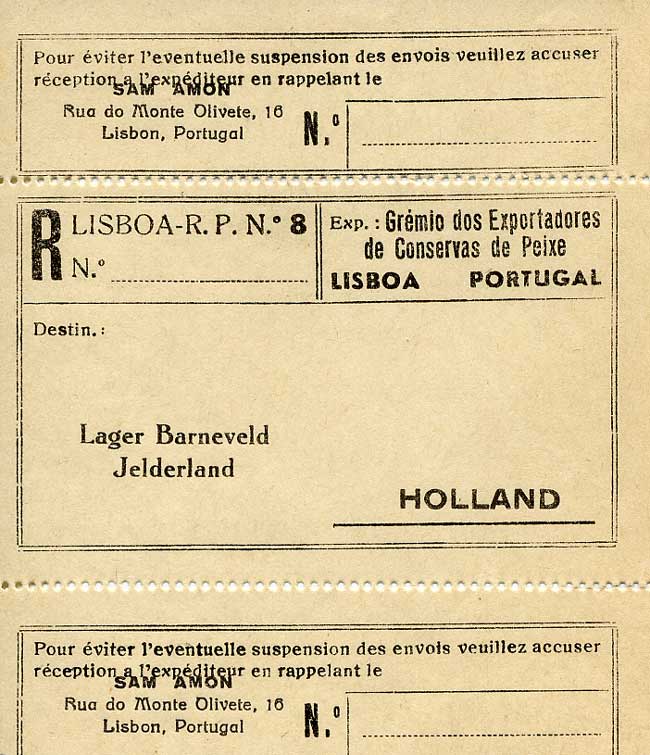 Pour éviter l'eventuelle suspension des envois veuillez accuser
réception a l'expéditeur en rappelant le
SAM AMON
Rua do Monte Olivete, 16
Lisbon, Portugal
N.º
R LISBOA-R. P. N.º 8
N.º
Exp. : Grémio dos Exportadores
de Conservas de Peixe
LISBOA PORTUGAL
Destin. :
Lager Barneveld
Jelderland
HOLLAND
Pour éviter l'eventuelle suspension des envois veuillez accuser
réception a l'expéditeur en rappelant le
SAM AMON
Rua do Monte Olivete, 16
Lisbon, Portugal
N.º